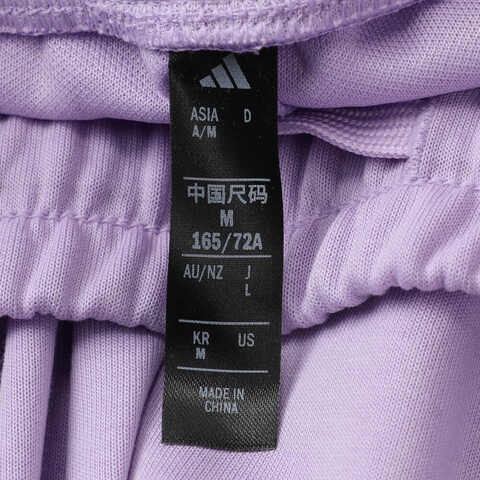 ASIA D
A/M
中国尺码
M
165/72A
AU/NZ J
L
KR US
M
MADE IN
CHINA